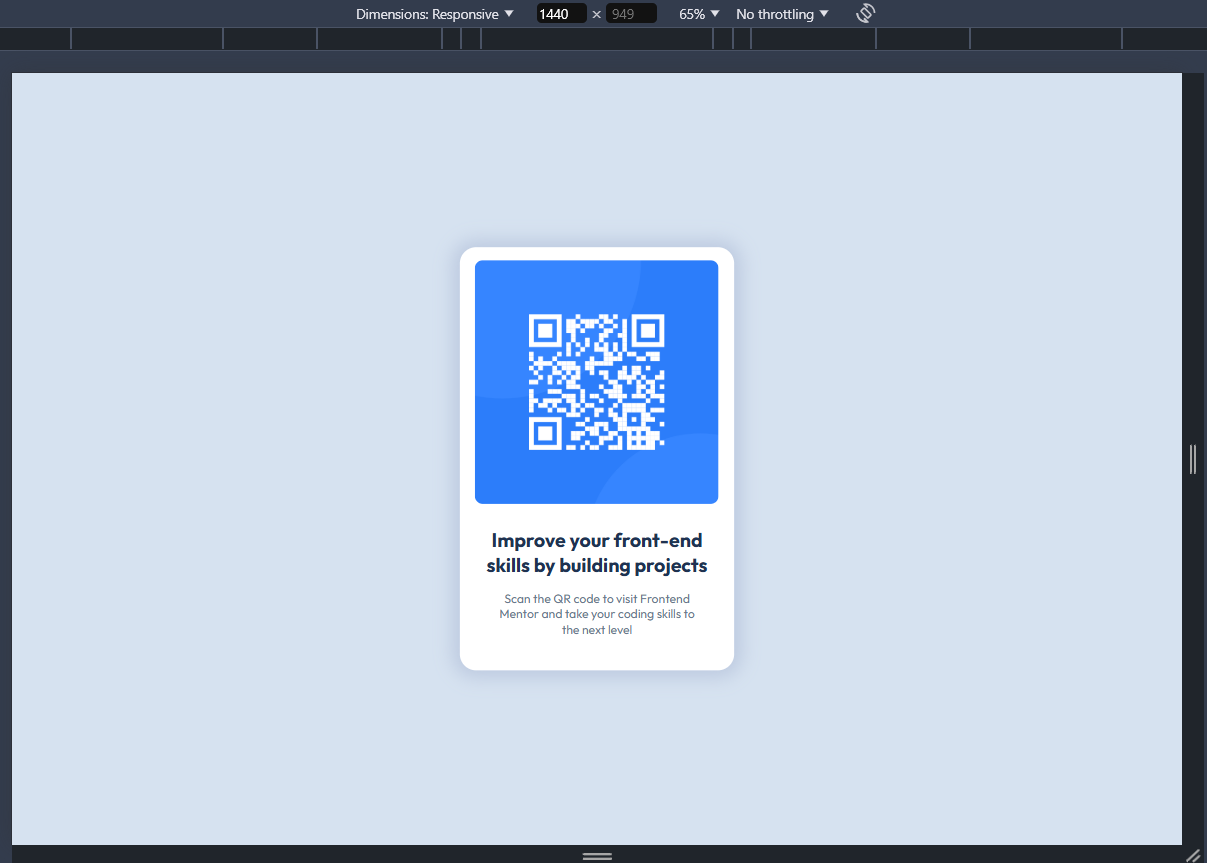 Dimensions: Responsive 1440 × 949 65% No throttling
Improve your front-end
skills by building projects
Scan the QR code to visit Frontend
Mentor and take your coding skills to
the next level